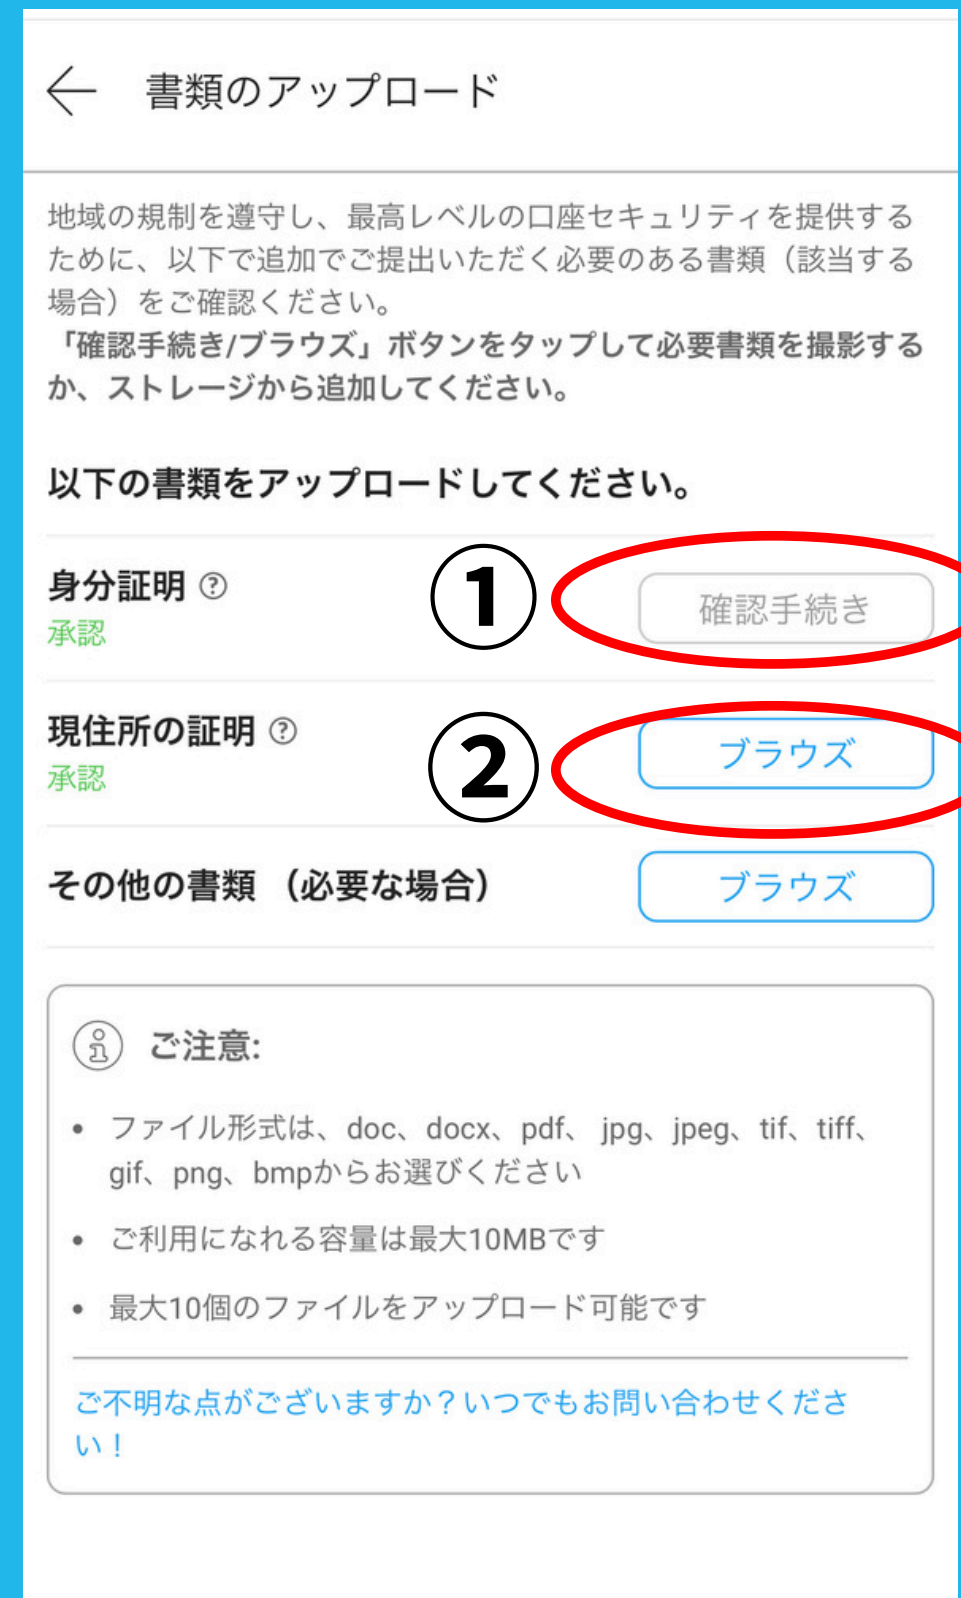 書類のアップロード
地域の規制を遵守し、最高レベルの口座セキュリティを提供する
ために、以下で追加でご提出いただく必要のある書類（該当する
場合）をご確認ください。
「確認手続き/ブラウズ」ボタンをタップして必要書類を撮影する
か、ストレージから追加してください。
以下の書類をアップロードしてください。
身分証明 ?
承認
①
確認手続き
現住所の証明 ?
承認
②
ブラウズ
その他の書類 （必要な場合）
ブラウズ
ご注意:
• ファイル形式は、doc、docx、pdf、 jpg、jpeg、tif、tiff、
gif、png、bmpからお選びください
• ご利用になれる容量は最大10MBです
• 最大10個のファイルをアップロード可能です
ご不明な点がございますか？いつでもお問い合わせくださ
い！